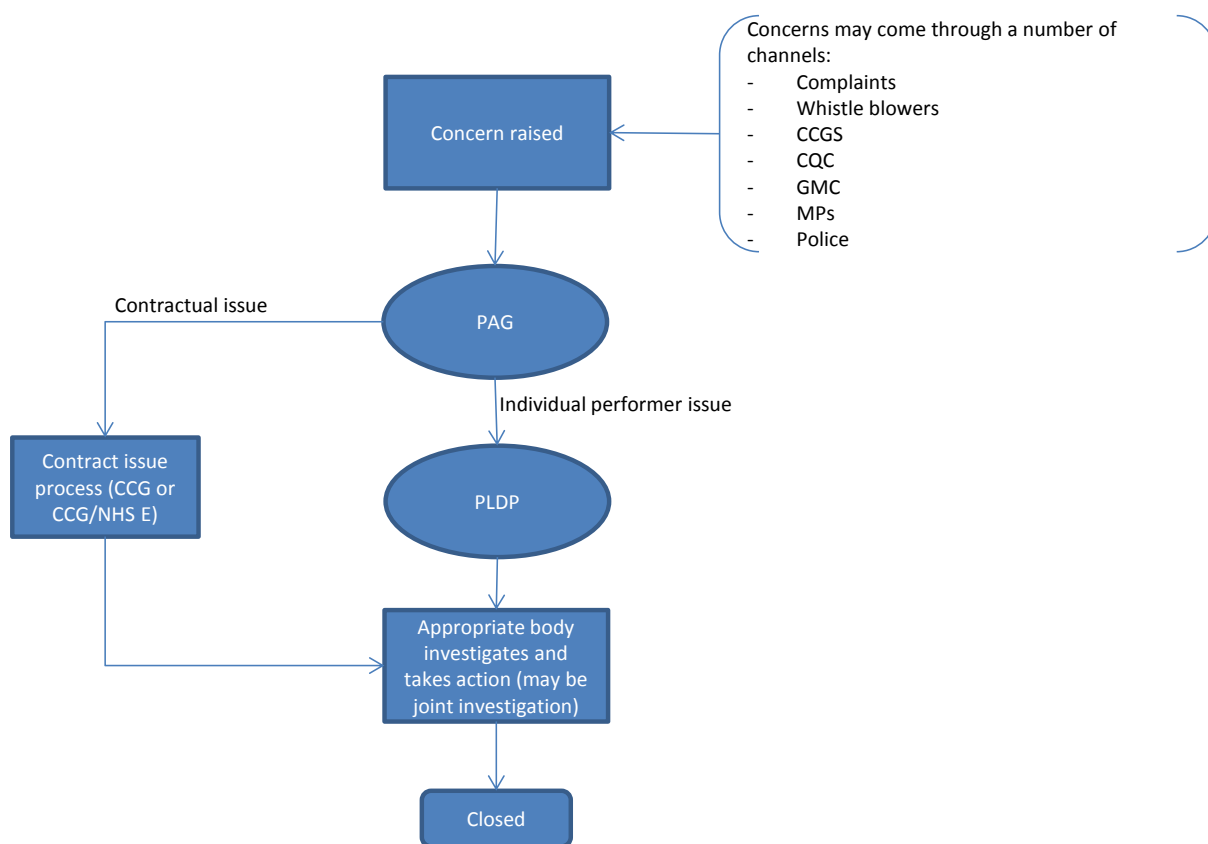 Concerns may come through a number of
channels:
- Complaints
- Whistle blowers
- CCGS
- CQC
- GMC
- MPs
- Police
Concern raised
Contractual issue
PAG
Individual performer issue
Contract issue
process (CCG or
CCG/NHS E)
PLDP
Appropriate body
investigates and
takes action (may be
joint investigation)
Closed